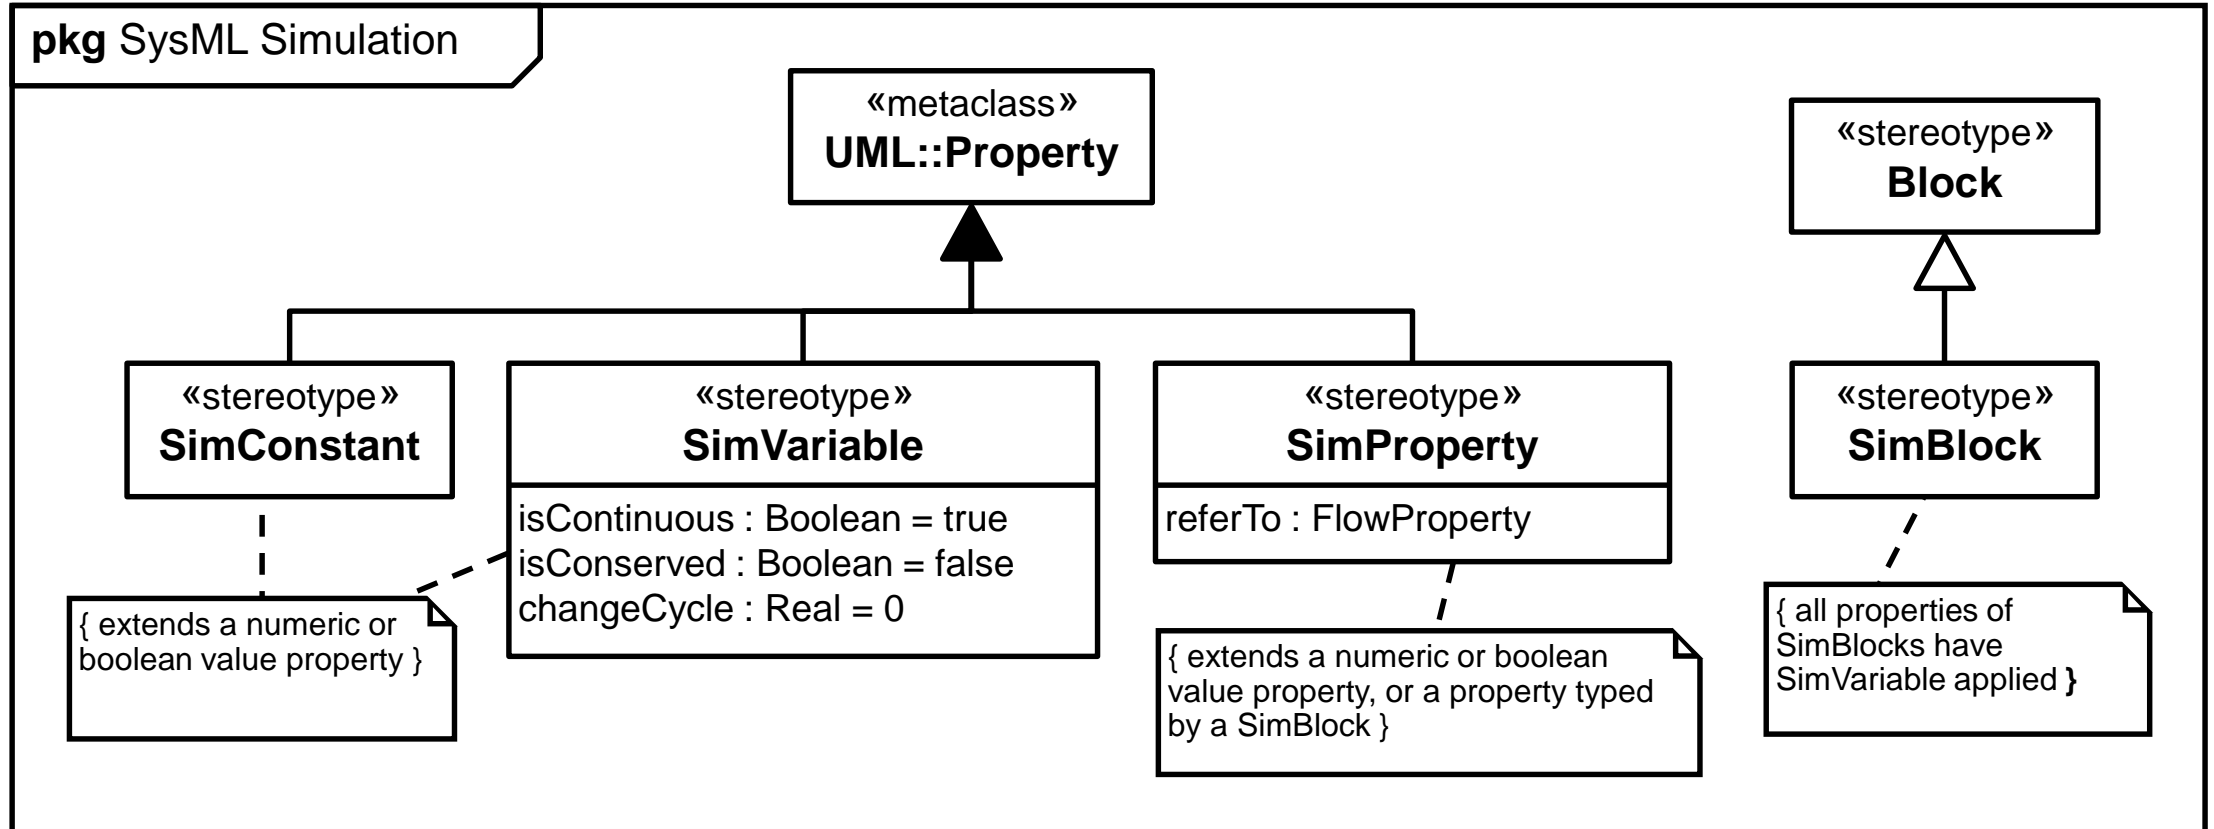 pkg SysML Simulation
«metaclass»
UML::Property
«stereotype»
Block
«stereotype»
SimConstant
«stereotype»
SimVariable
isContinuous : Boolean = true
isConserved : Boolean = false
changeCycle : Real = 0
«stereotype»
SimProperty
referTo : FlowProperty
«stereotype»
SimBlock
{ extends a numeric or
boolean value property }
{ extends a numeric or boolean
value property, or a property typed
by a SimBlock }
{ all properties of
SimBlocks have
SimVariable applied }